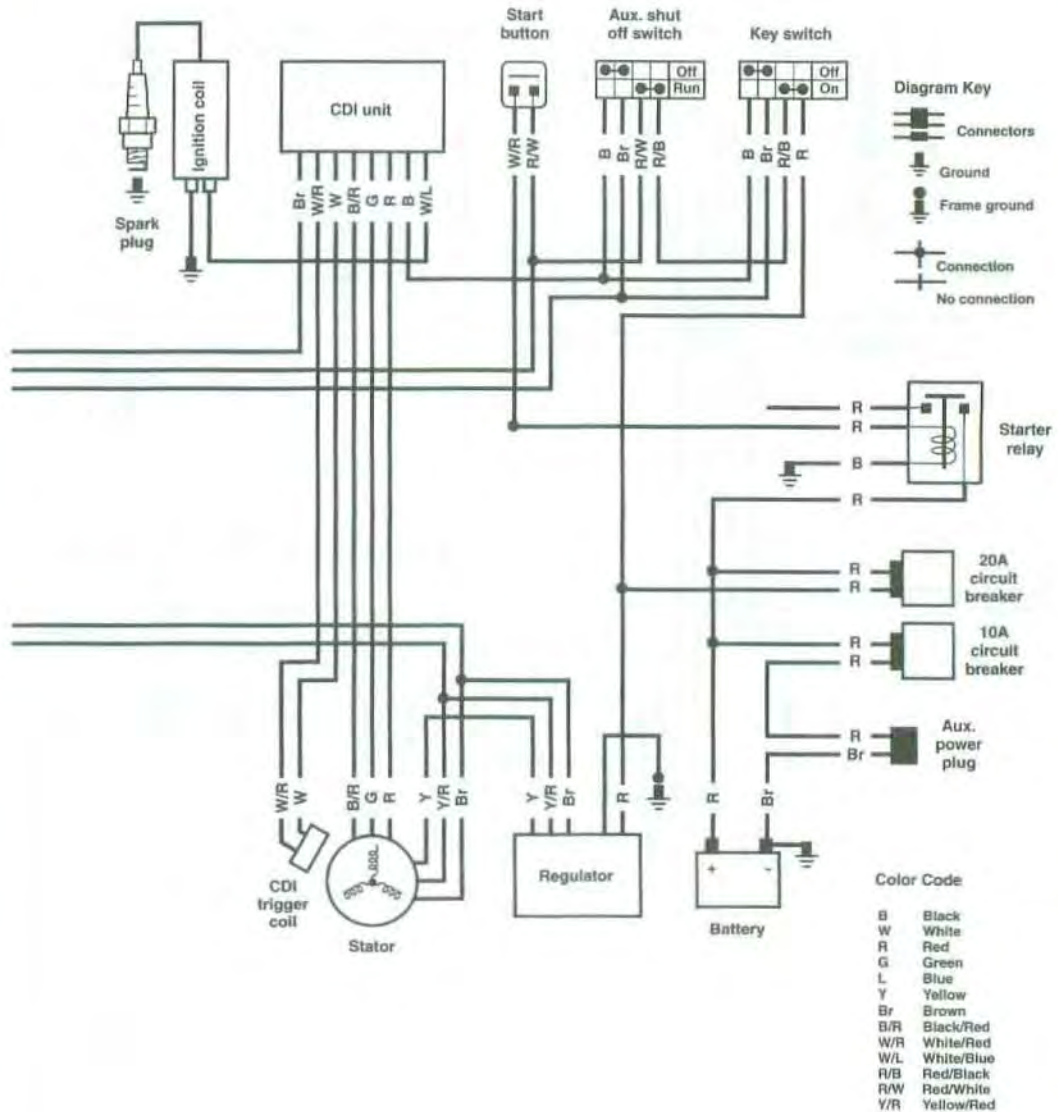 Start
button
Aux. shut
off switch
Key switch
Off
Run
Off
On
Ignition coil
CDI unit
Diagram Key
Connectors
Ground
Frame ground
Connection
No connection
Spark
plug
Br
W/R
W
B/R
G
R
B
W/L
W/R
R/W
B
Br
R/W
R/B
B
Br
R/B
R
R
R
B
R
Starter
relay
R
R
20A
circuit
breaker
R
R
10A
circuit
breaker
R
Br
Aux.
power
plug
W/R
W
B/R
G
R
Y
Y/R
Br
Y
Y/R
Br
R
R
Br
CDI
trigger
coil
Stator
Regulator
+
-
Battery
Color Code
B Black
W White
R Red
G Green
L Blue
Y Yellow
Br Brown
B/R Black/Red
W/R White/Red
W/L White/Blue
R/B Red/Black
R/W Red/White
Y/R Yellow/Red